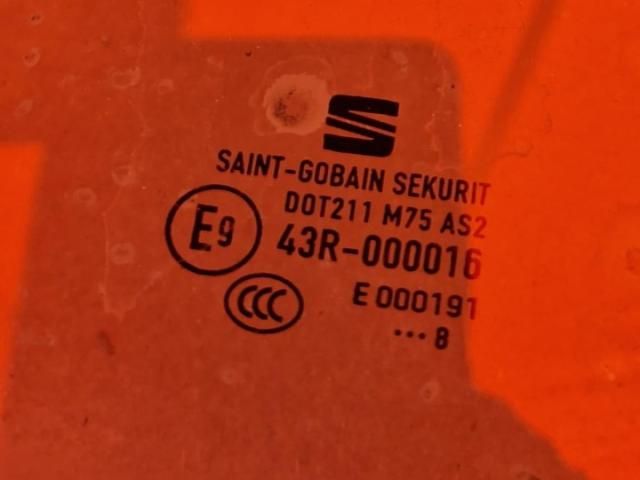 SAINT-GOBAIN SEKURIT
DOT211 M75 AS2
E9
43R-000016
CCC
E 000191
••• 8